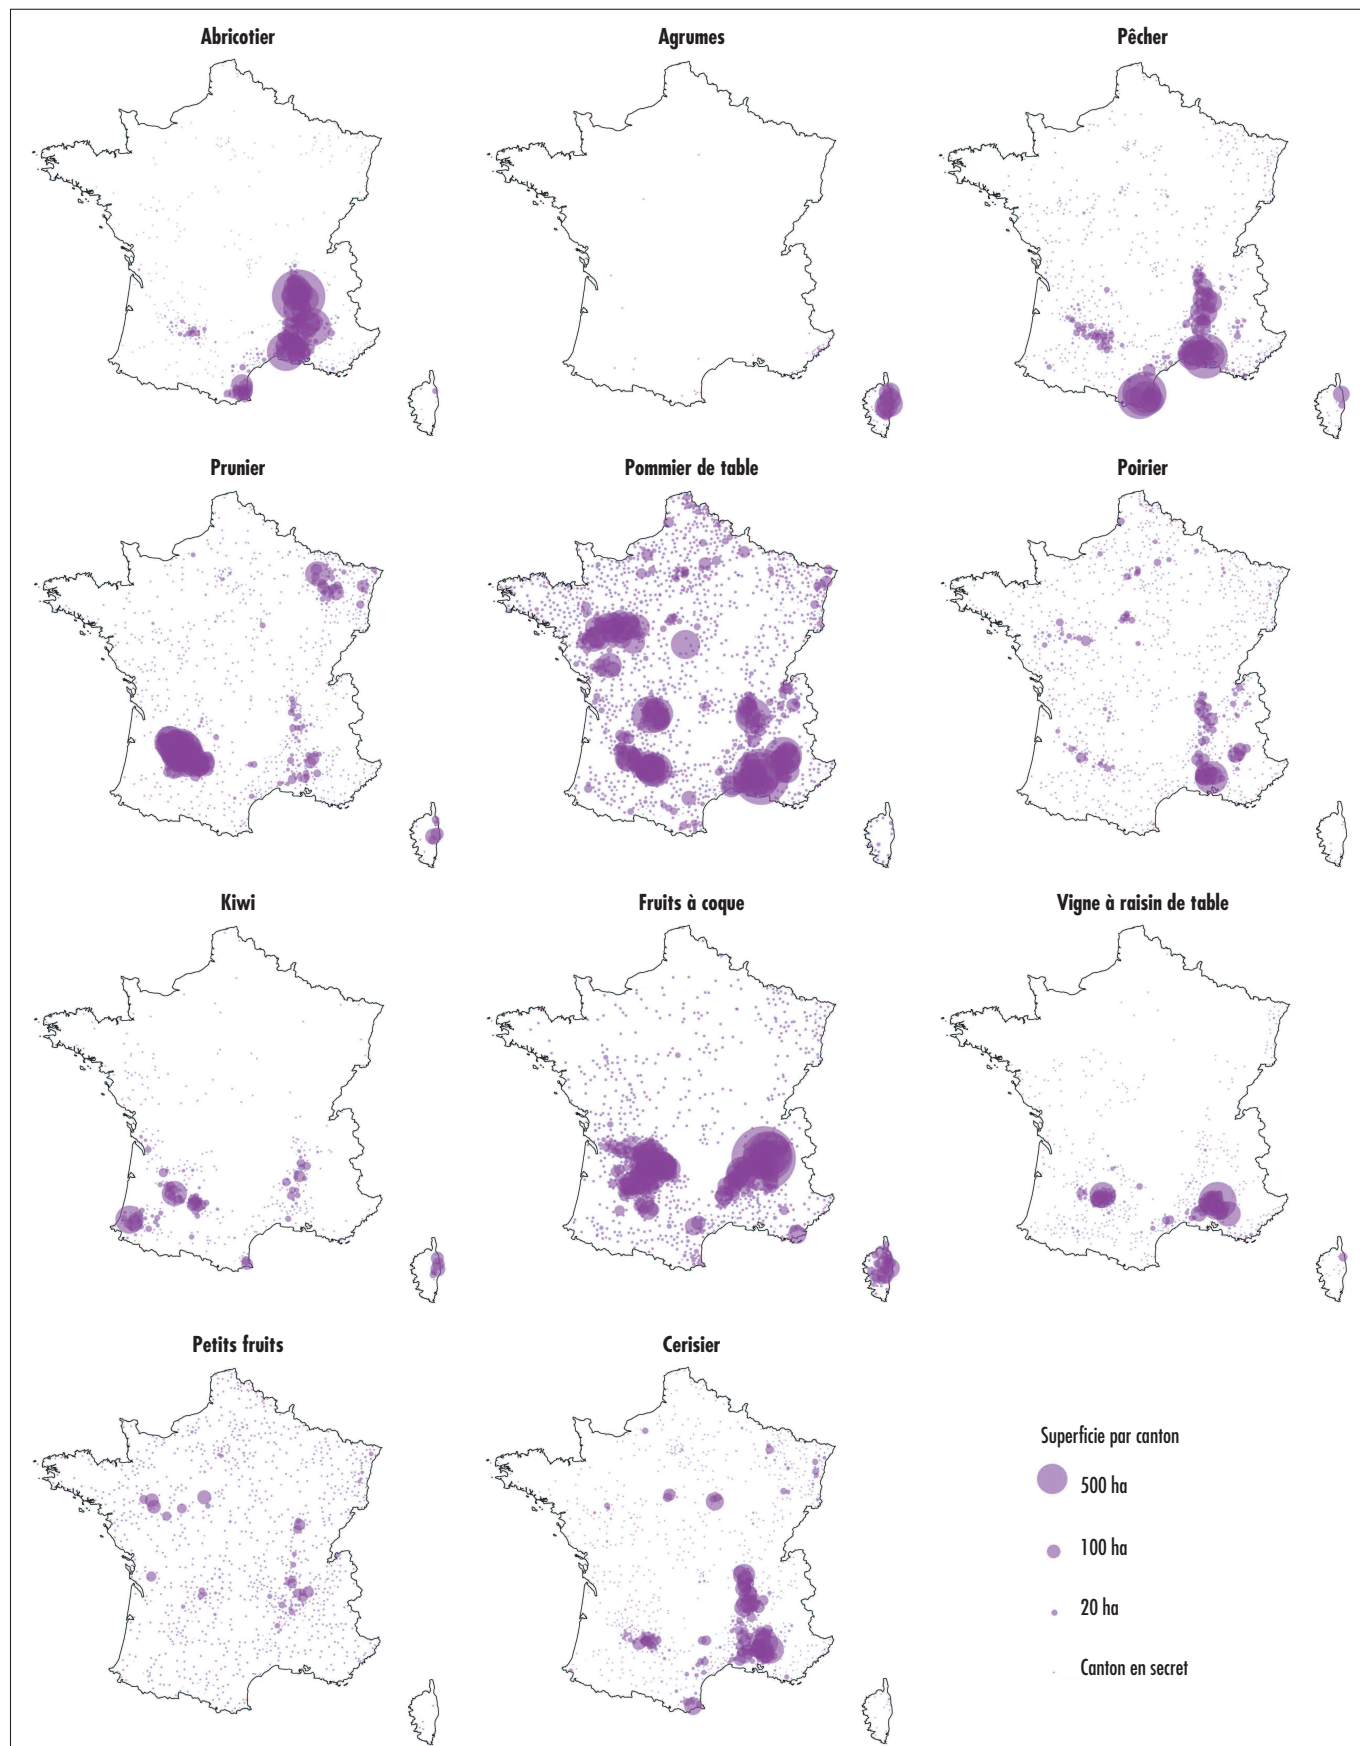 Abricotier
Agrumes
Pêcher
Prunier
Pommier de table
Poirier
Kiwi
Fruits à coque
Vigne à raisin de table
Petits fruits
Cerisier
Superficie par canton
500 ha
100 ha
20 ha
Canton en secret